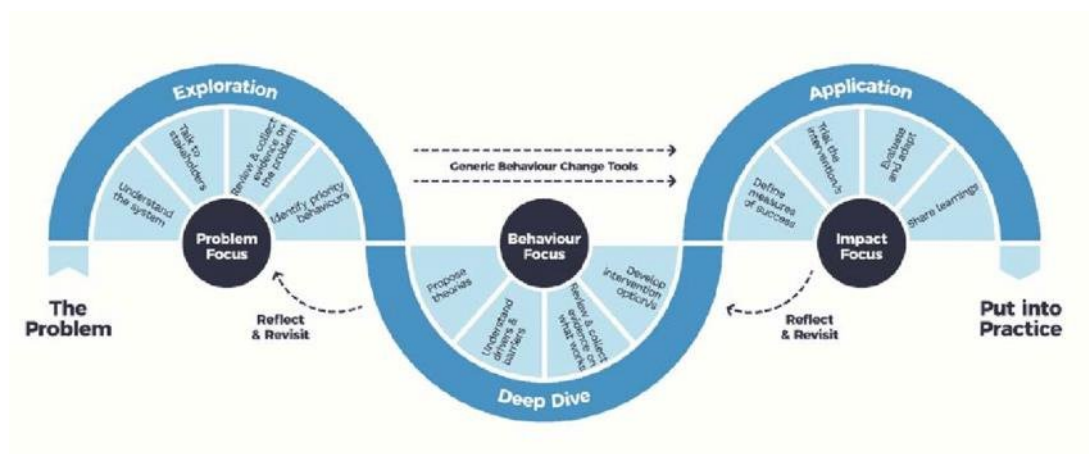 Exploration
Understand
the system
Talk to
stakeholders
Review & collect
evidence on
the problem
Identify priority
behaviours
Problem
Focus
The
Problem
Reflect
& Revisit
Generic Behaviour Change Tools
Behaviour
Focus
Propose
theories
Understand
drivers &
barriers
Review & collect
evidence on
what works
Develop
intervention
option/s
Deep Dive
Application
Define
measures
of success
Trial the
intervention/s
Evaluate
and adapt
Share learnings
Impact
Focus
Reflect
& Revisit
Put into
Practice